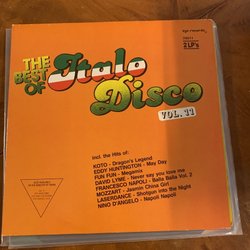 2 LP's
THE
BEST
OF
Italo
Disco
VOL. 11
incl. the Hits of:
KOTO - Dragon's Legend
EDDY HUNTINGTON - May Day
FUN FUN - Megamix
DAVID LYME - Never say you love me
FRANCESCO NAPOLI - Balla Balla Vol. 2
MOZZART - Jasmin China Girl
LASERDANCE - Shotgun into the Night
NINO D'ANGELO - Napoli Napoli